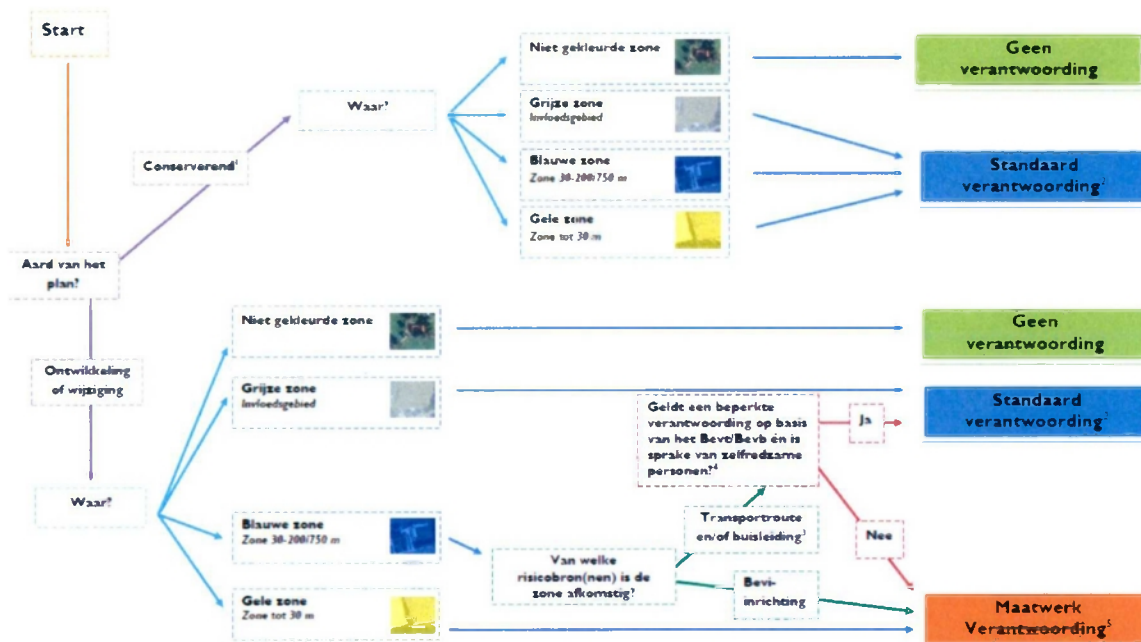 Start
Niet gekleurde zone
Geen
verantwoording
Waar?
Grijze zone
Invloedsgebied
Conserverend¹
Blauwe zone
Zone 30-200/750 m
Standaard
verantwoording²
Gele zone
Zone tot 30 m
Aard van het
plan?
Niet gekleurde zone
Geen
verantwoording
Ontwikkeling
of wijziging
Grijze zone
Invloedsgebied
Geldt een beperkte
verantwoording op basis
van het Bevt/Bevb én is
sprake van zelfredzame
personen?⁴
Ja
Standaard
verantwoording²
Waar?
Blauwe zone
Zone 30-200/750 m
Transportroute
en/of buisleiding³
Nee
Van welke
risicobron(nen) is de
zone afkomstig?
Bevi-
inrichting
Gele zone
Zone tot 30 m
Maatwerk
Verantwoording⁵